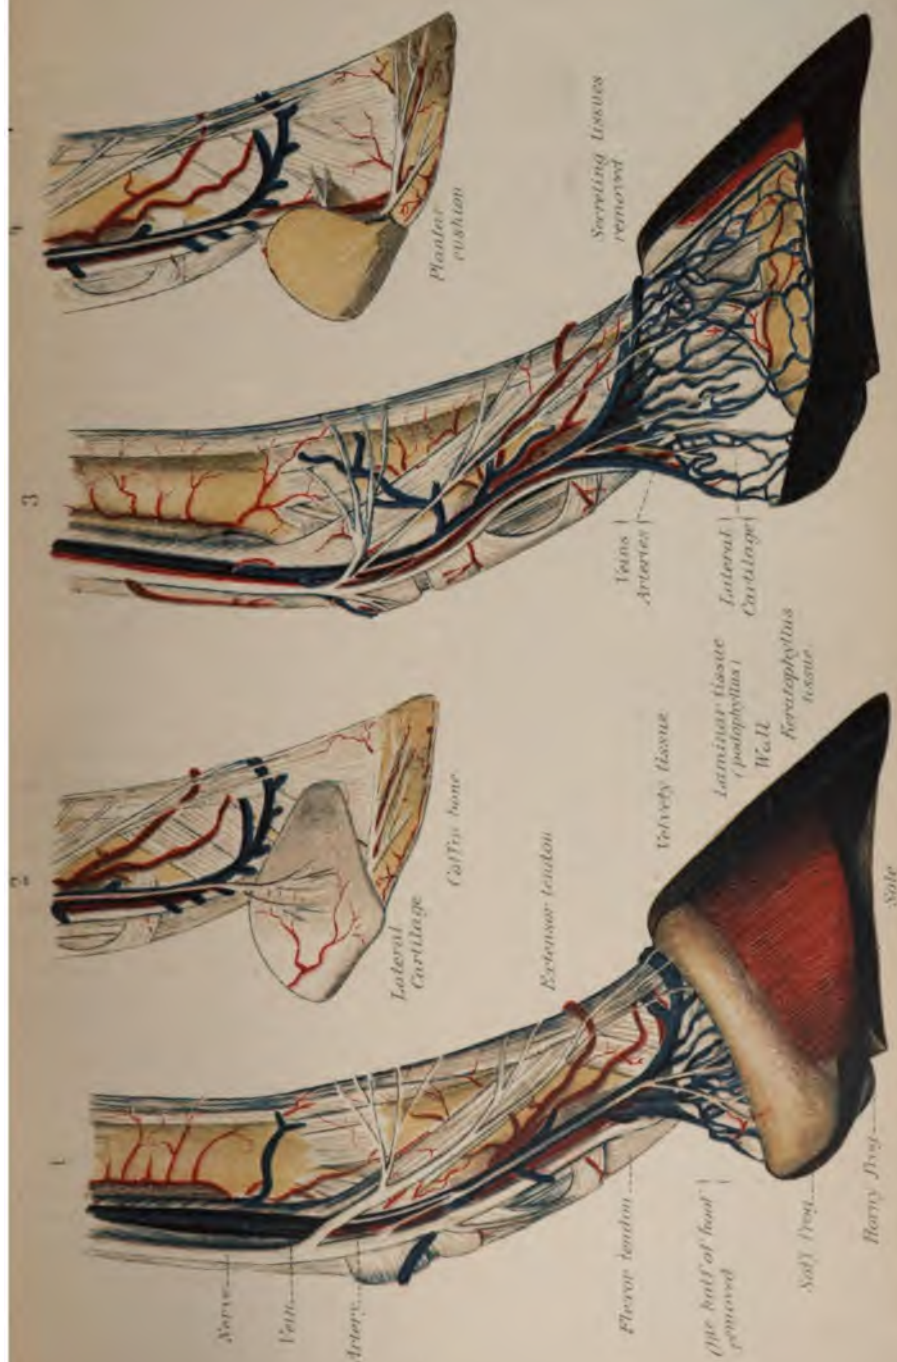 1
Nerve
Vein
Artery
Flexor tendon
One half of hoof
removed
Soft frog
Horny frog
Extensor tendon
Velvety tissue
Laminar tissue
(podophyllus)
Wall
Keratophyllus
tissue
Sole
2
Lateral
Cartilage
Coffin bone
3
Veins
Arteries
Lateral
Cartilage
Secreting tissues
removed
4
Plantar
cushion